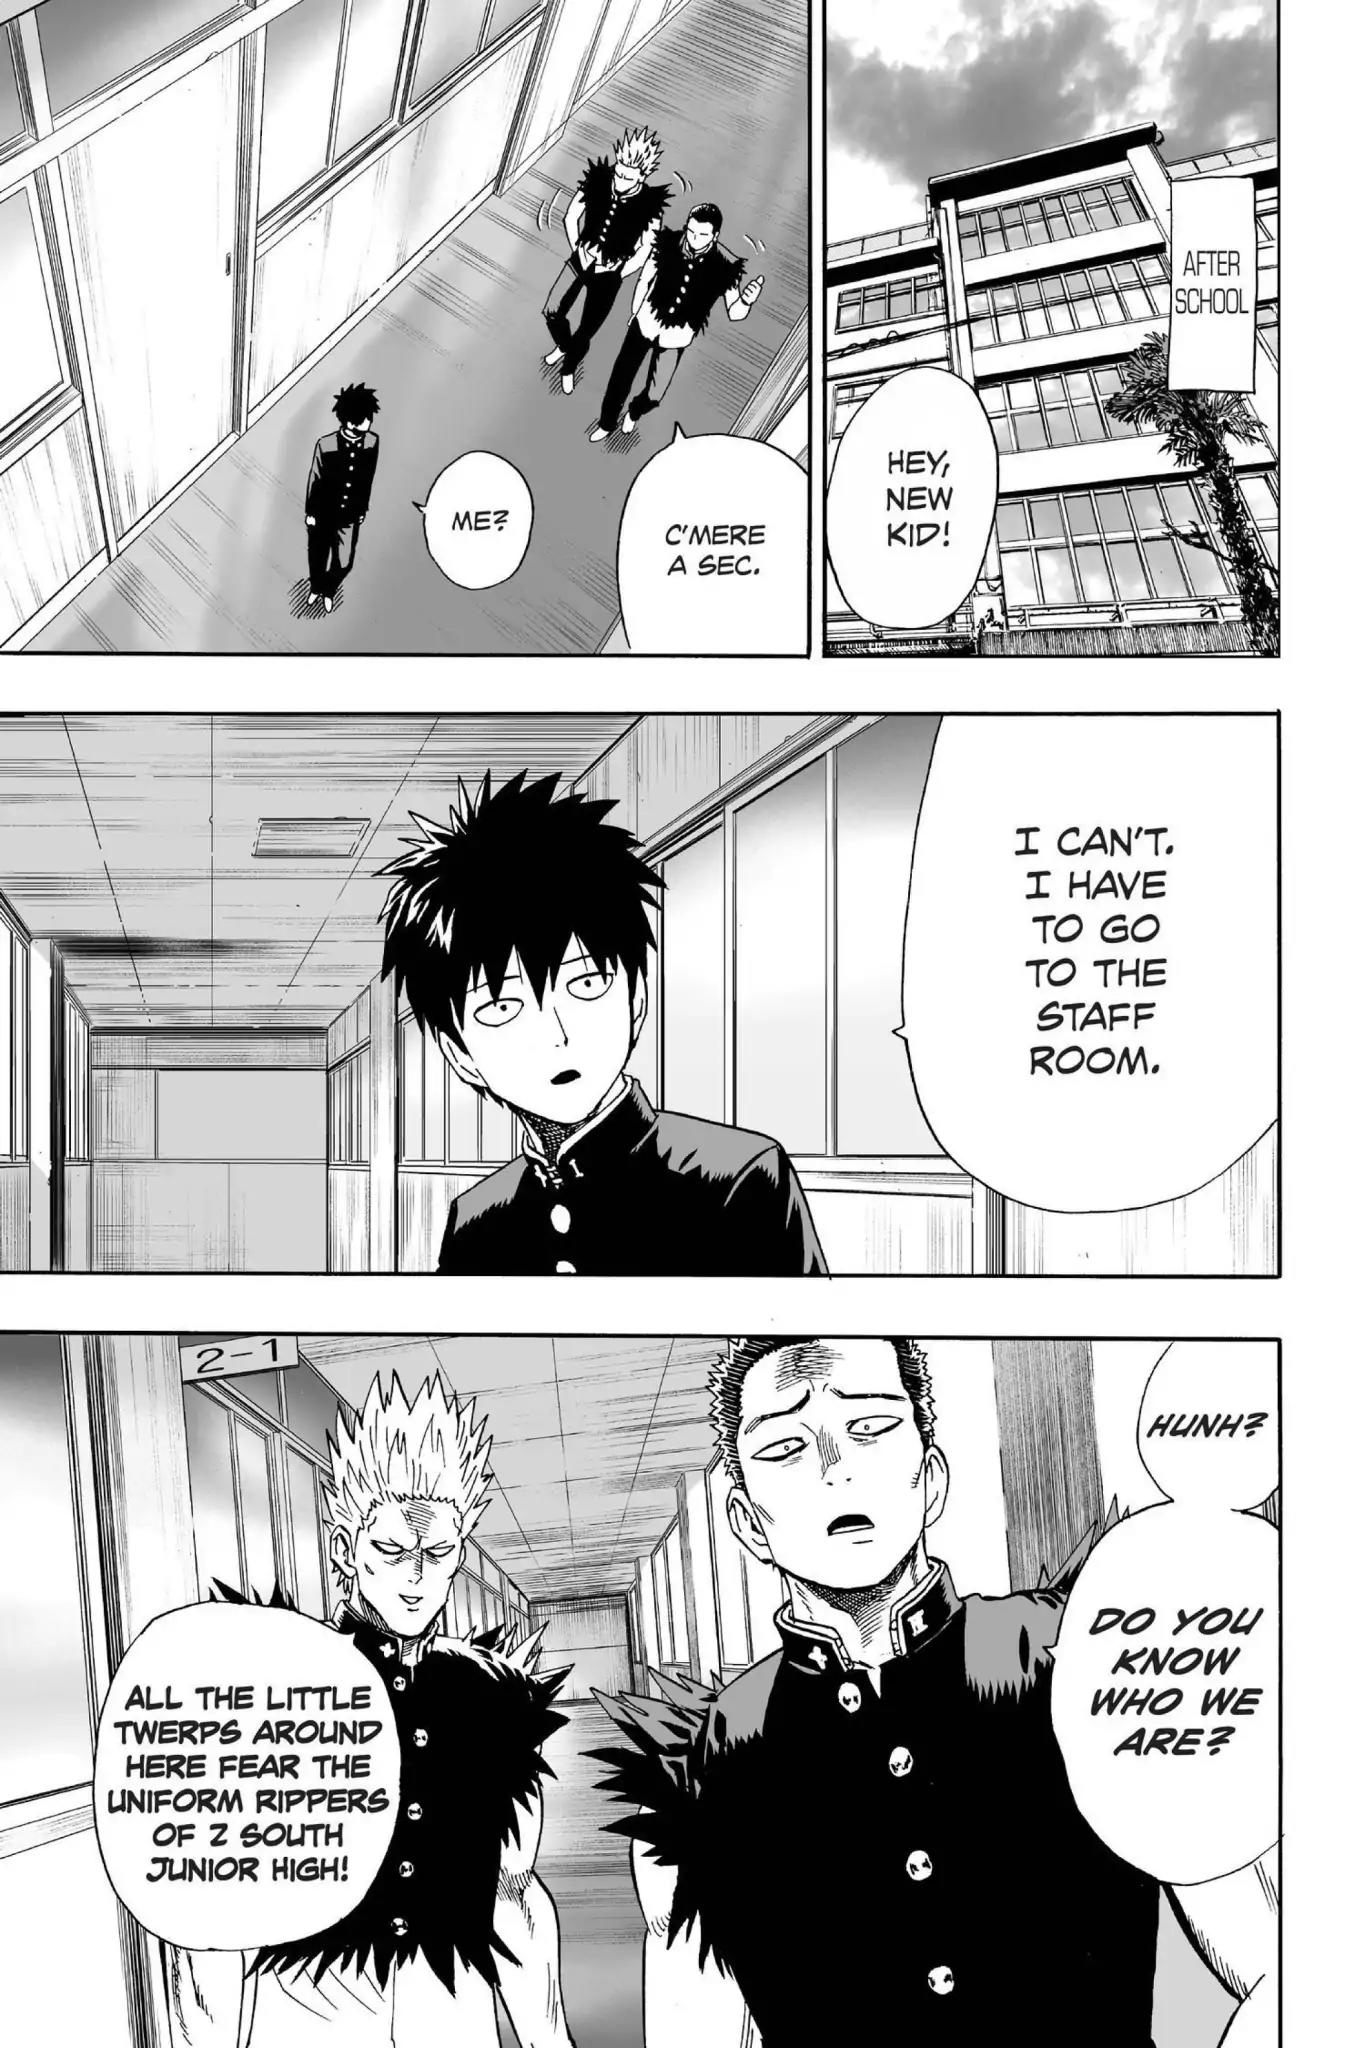 AFTER
SCHOOL
HEY,
NEW
KID!
C'MERE
A SEC.
ME?
I CAN'T.
I HAVE
TO GO
TO THE
STAFF
ROOM.
HUNH?
DO YOU
KNOW
WHO WE
ARE?
2-1
ALL THE LITTLE
TWERPS AROUND
HERE FEAR THE
UNIFORM RIPPERS
OF Z SOUTH
JUNIOR HIGH!